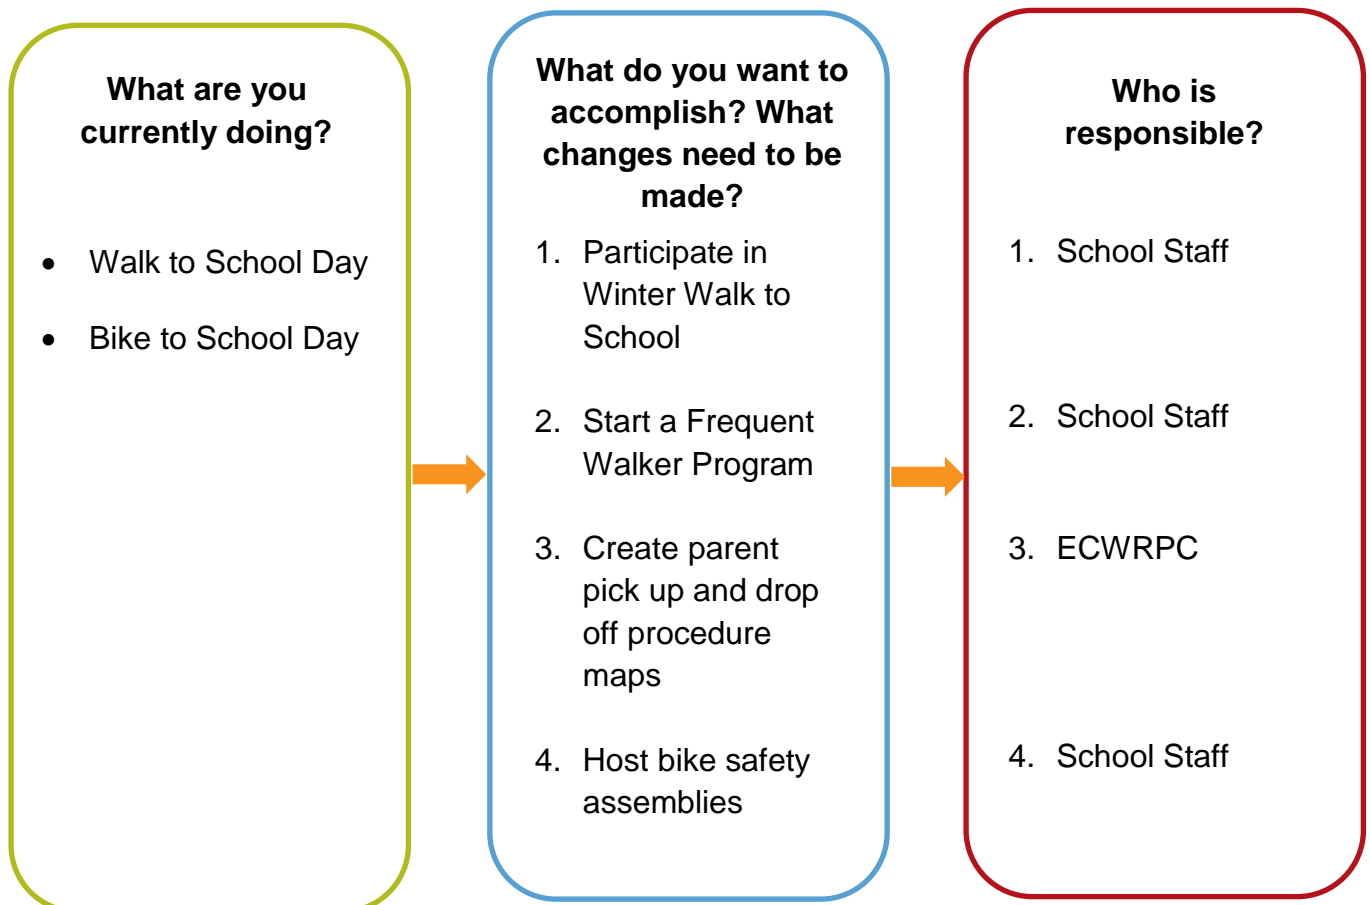 What are you
currently doing?
• Walk to School Day
• Bike to School Day
What do you want to
accomplish? What
changes need to be
made?
1. Participate in
Winter Walk to
School
2. Start a Frequent
Walker Program
3. Create parent
pick up and drop
off procedure
maps
4. Host bike safety
assemblies
Who is
responsible?
1. School Staff
2. School Staff
3. ECWRPC
4. School Staff